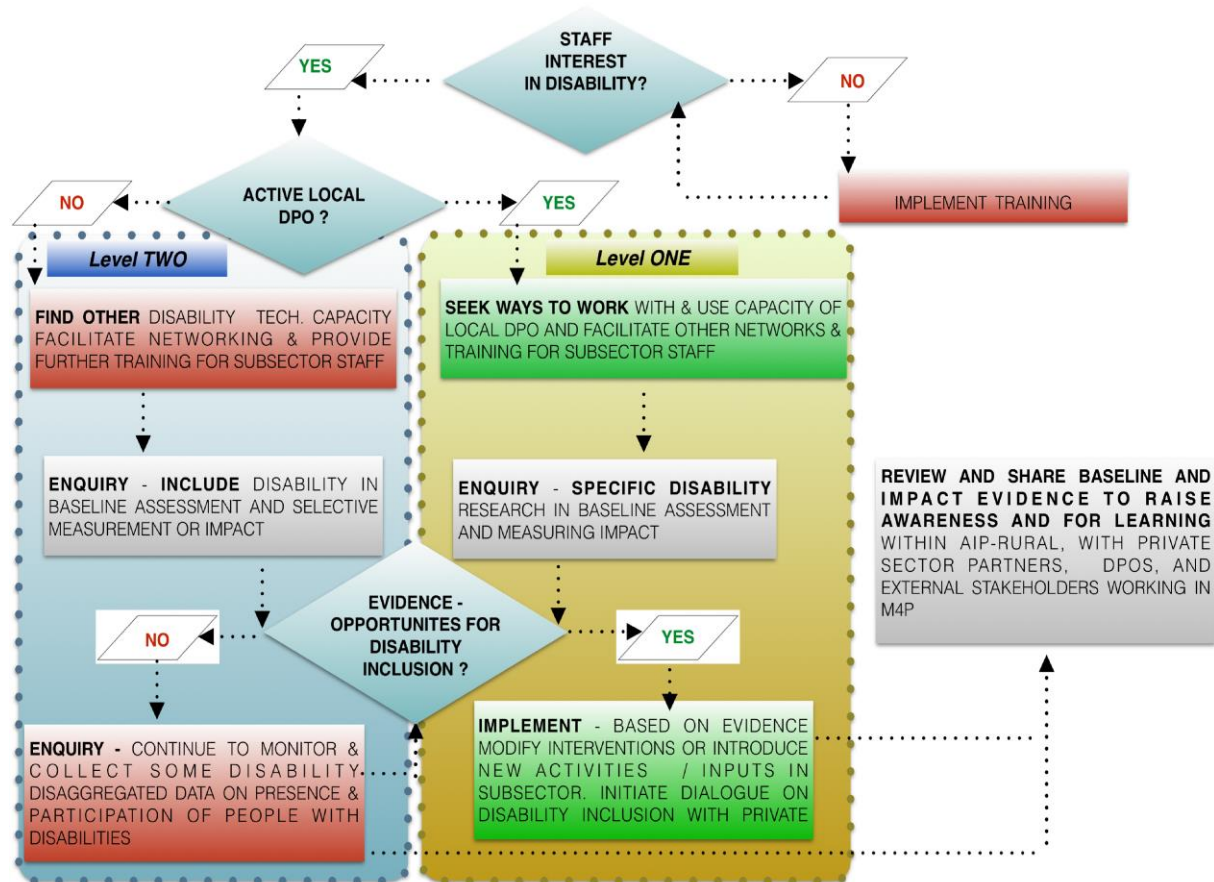 STAFF
INTEREST
IN DISABILITY?
YES
NO
IMPLEMENT TRAINING
ACTIVE LOCAL
DPO ?
NO
YES
Level TWO
Level ONE
FIND OTHER DISABILITY TECH. CAPACITY
FACILITATE NETWORKING & PROVIDE
FURTHER TRAINING FOR SUBSECTOR STAFF
SEEK WAYS TO WORK WITH & USE CAPACITY OF
LOCAL DPO AND FACILITATE OTHER NETWORKS &
TRAINING FOR SUBSECTOR STAFF
ENQUIRY - INCLUDE DISABILITY IN
BASELINE ASSESSMENT AND SELECTIVE
MEASUREMENT OR IMPACT
ENQUIRY - SPECIFIC DISABILITY
RESEARCH IN BASELINE ASSESSMENT
AND MEASURING IMPACT
REVIEW AND SHARE BASELINE AND
IMPACT EVIDENCE TO RAISE
AWARENESS AND FOR LEARNING
WITHIN AIP-RURAL, WITH PRIVATE
SECTOR PARTNERS, DPOS, AND
EXTERNAL STAKEHOLDERS WORKING IN
M4P
EVIDENCE -
OPPORTUNITES FOR
DISABILITY
INCLUSION ?
NO
YES
ENQUIRY - CONTINUE TO MONITOR &
COLLECT SOME DISABILITY
DISAGGREGATED DATA ON PRESENCE &
PARTICIPATION OF PEOPLE WITH
DISABILITIES
IMPLEMENT - BASED ON EVIDENCE
MODIFY INTERVENTIONS OR INTRODUCE
NEW ACTIVITIES / INPUTS IN
SUBSECTOR. INITIATE DIALOGUE ON
DISABILITY INCLUSION WITH PRIVATE